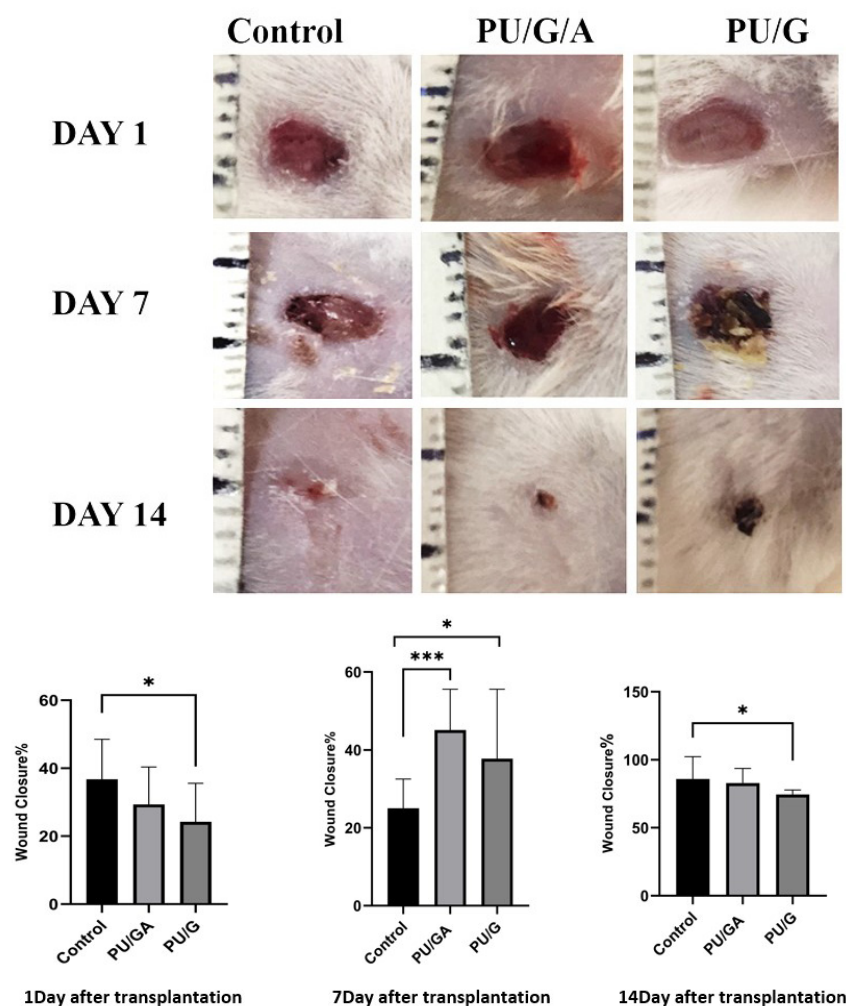 Control PU/G/A PU/G
DAY 1
DAY 7
DAY 14
*
60
40
20
0
Wound Closure%
Control PU/GA PU/G
1Day after transplantation
*
***
60
40
20
0
Wound Closure%
Control PU/GA PU/G
7Day after transplantation
*
150
100
50
0
Wound Closure%
Control PU/GA PU/G
14Day after transplantation